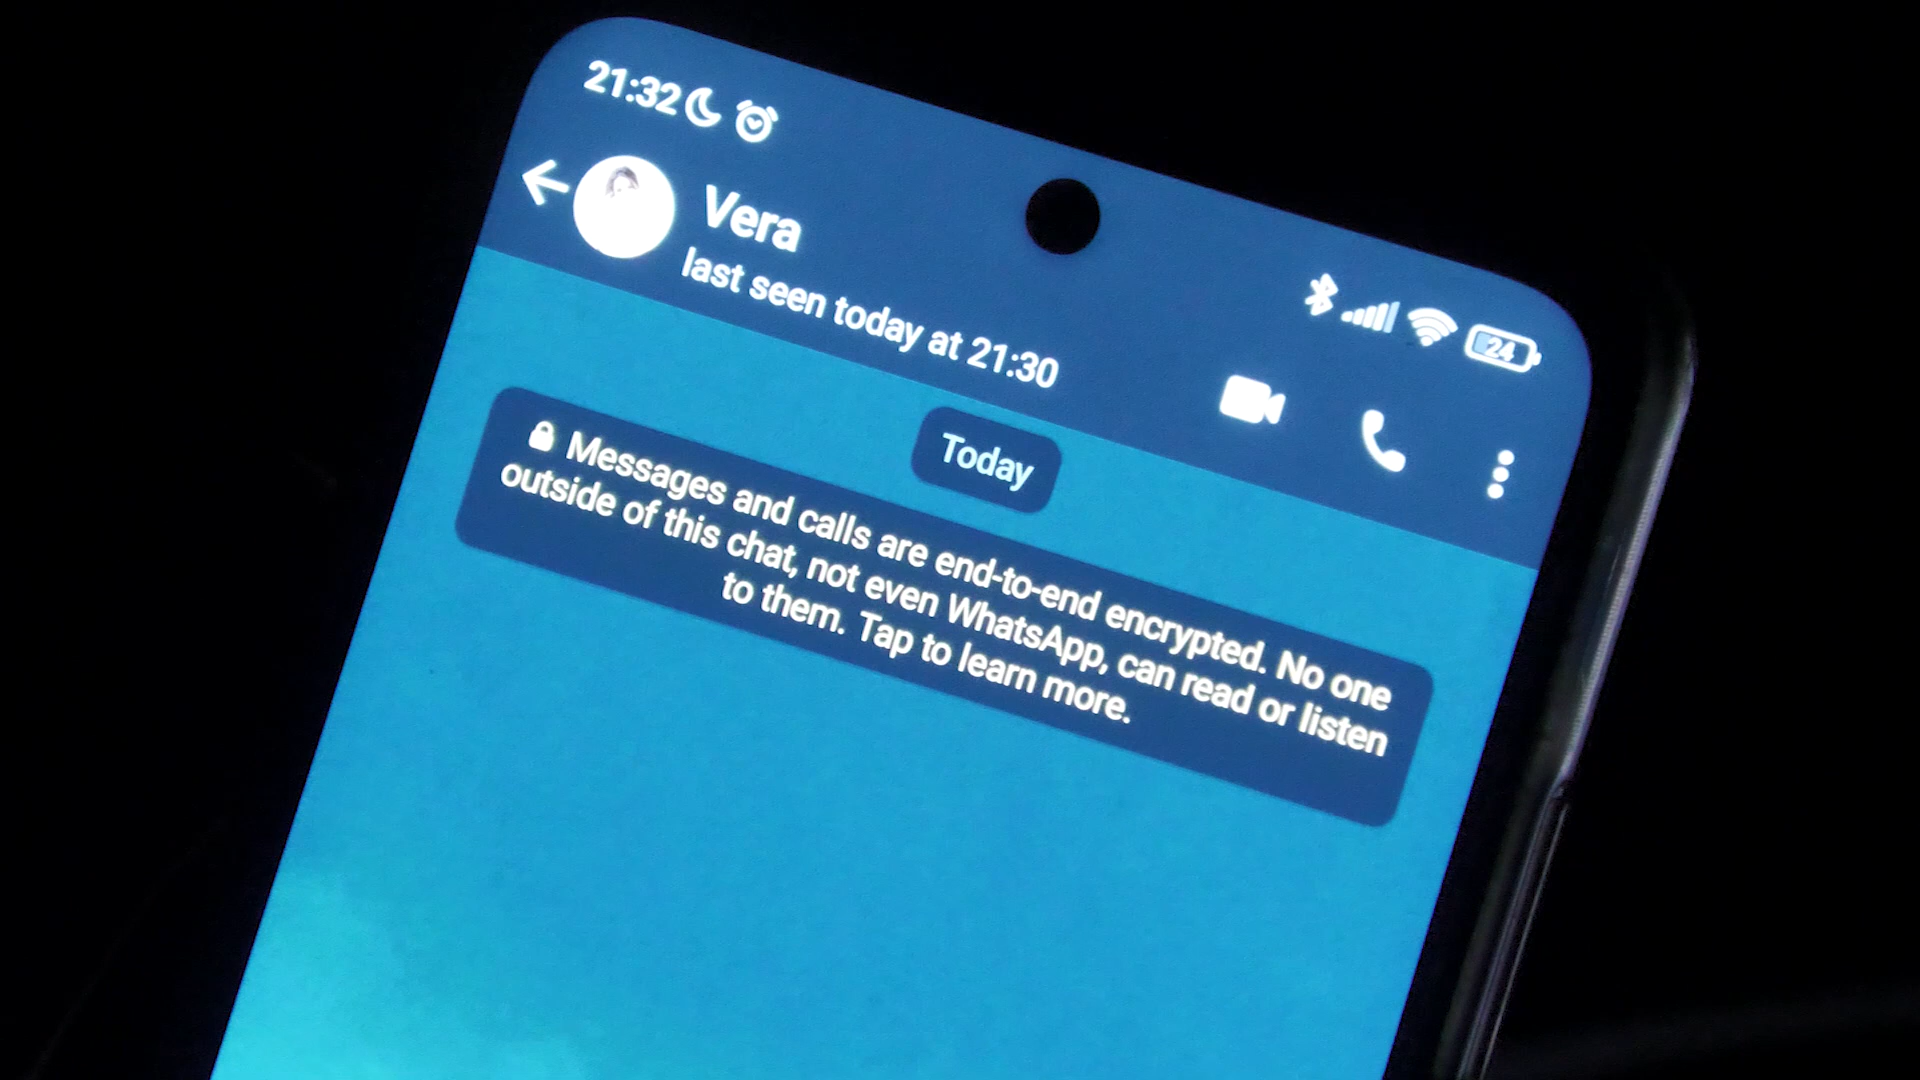 21:32
24
Vera
last seen today at 21:30
Today
Messages and calls are end-to-end encrypted. No one
outside of this chat, not even WhatsApp, can read or listen
to them. Tap to learn more.